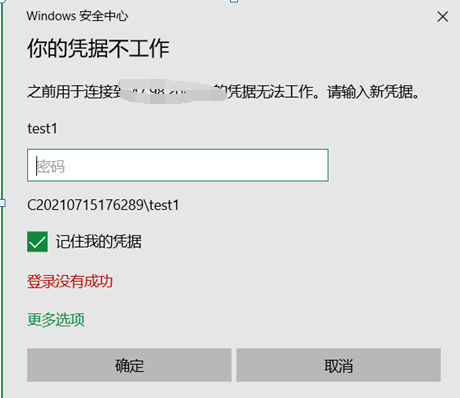 Windows 安全中心
你的凭据不工作
之前用于连接到 的凭据无法工作。请输入新凭据。
test1
密码
C20210715176289\test1
记住我的凭据
登录没有成功
更多选项
确定
取消